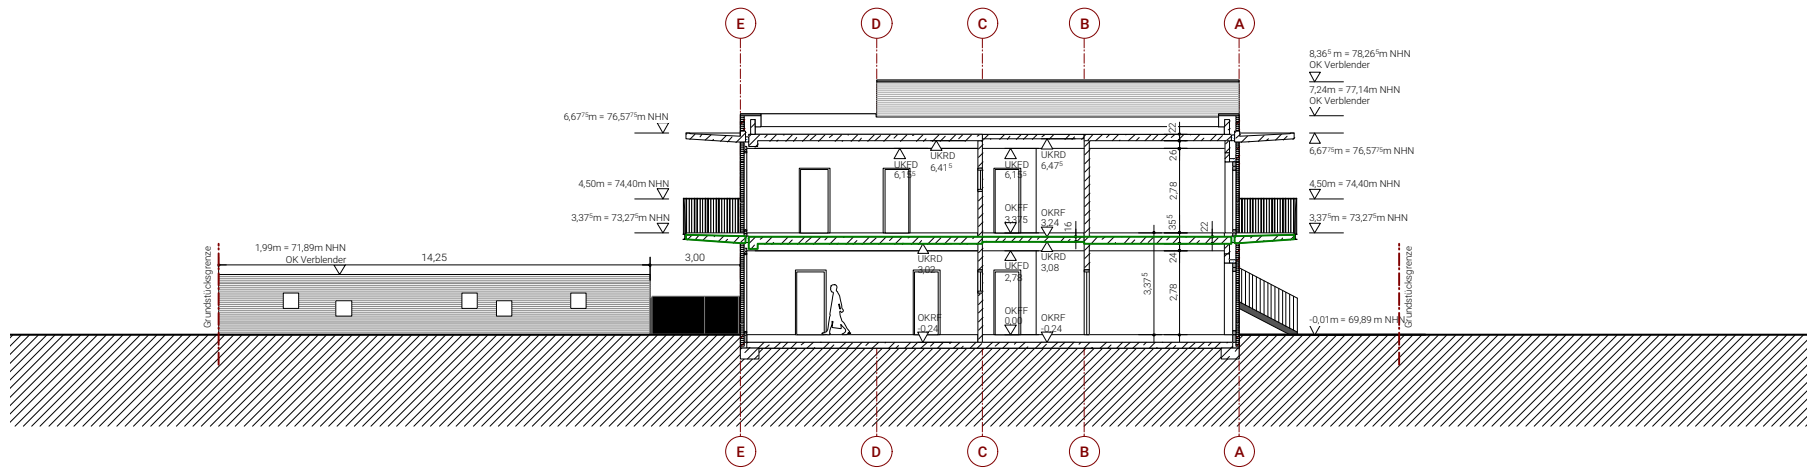 E
D
C
B
A
8,36⁵ m = 78,26⁵m NHN
OK Verblender
7,24m = 77,14m NHN
OK Verblender
6,67⁷⁵m = 76,57⁷⁵m NHN
6,67⁷⁵m = 76,57⁷⁵m NHN
22
26
UKFD
6,15⁵
UKRD
6,41⁵
UKFD
6,15⁵
UKRD
6,47⁵
4,50m = 74,40m NHN
4,50m = 74,40m NHN
2,78
3,37⁵m = 73,27⁵m NHN
3,37⁵m = 73,27⁵m NHN
OKFF
3,375
OKRF
3,24
16
35⁵
22
Grundstücksgrenze
1,99m = 71,89m NHN
OK Verblender
14,25
3,00
UKRD
3,02
UKFD
2,78
UKRD
3,08
24
3,37⁵
2,78
OKRF
-0,24
OKFF
0,00
OKRF
-0,24
-0,01m = 69,89 m NHN
Grundstücksgrenze
E
D
C
B
A